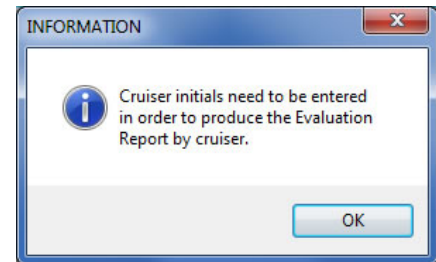 INFORMATION
Cruiser initials need to be entered
in order to produce the Evaluation
Report by cruiser.
OK